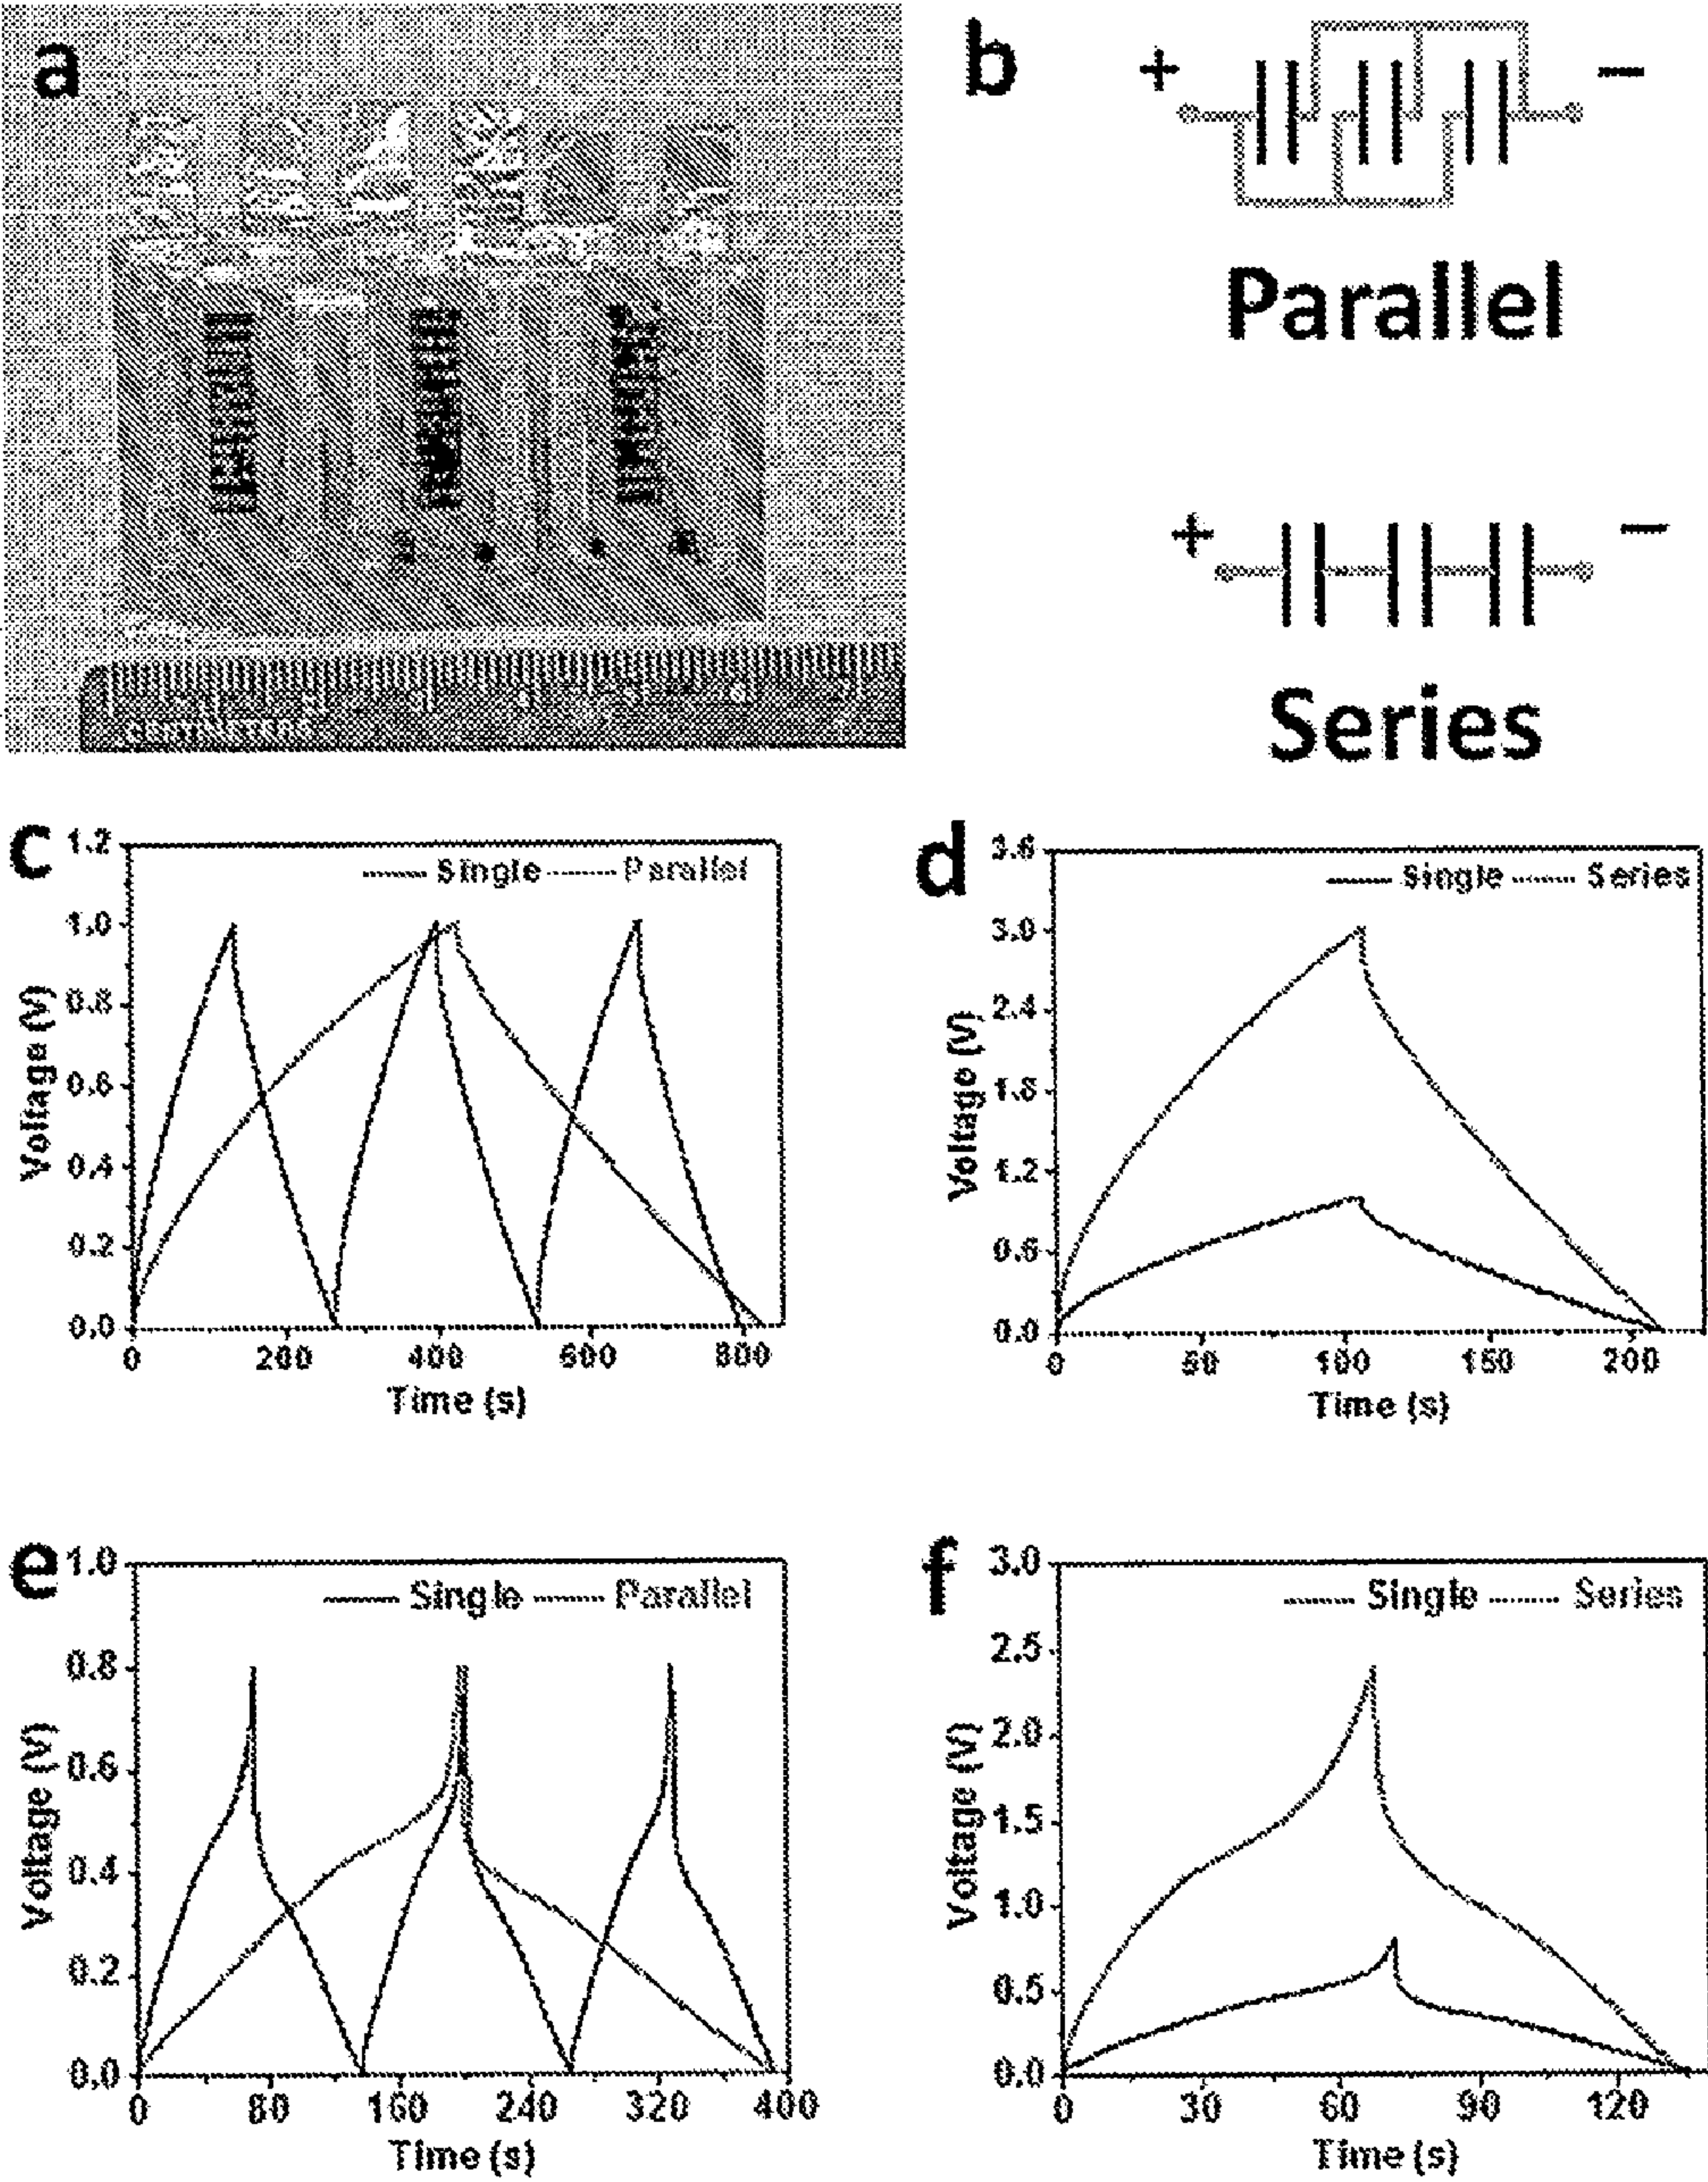 a
b
+ −
Parallel
+ −
Series
CENTIMETERS
c
Single Parallel
1.2
1.0
0.8
0.6
0.4
0.2
0.0
Voltage (V)
0 200 400 600 800
Time (s)
d
Single Series
3.6
3.0
2.4
1.8
1.2
0.6
0.0
Voltage (V)
0 50 100 150 200
Time (s)
e
Single Parallel
1.0
0.8
0.6
0.4
0.2
0.0
Voltage (V)
0 80 160 240 320 400
Time (s)
f
Single Series
3.0
2.5
2.0
1.5
1.0
0.5
0.0
Voltage (V)
0 30 60 90 120
Time (s)